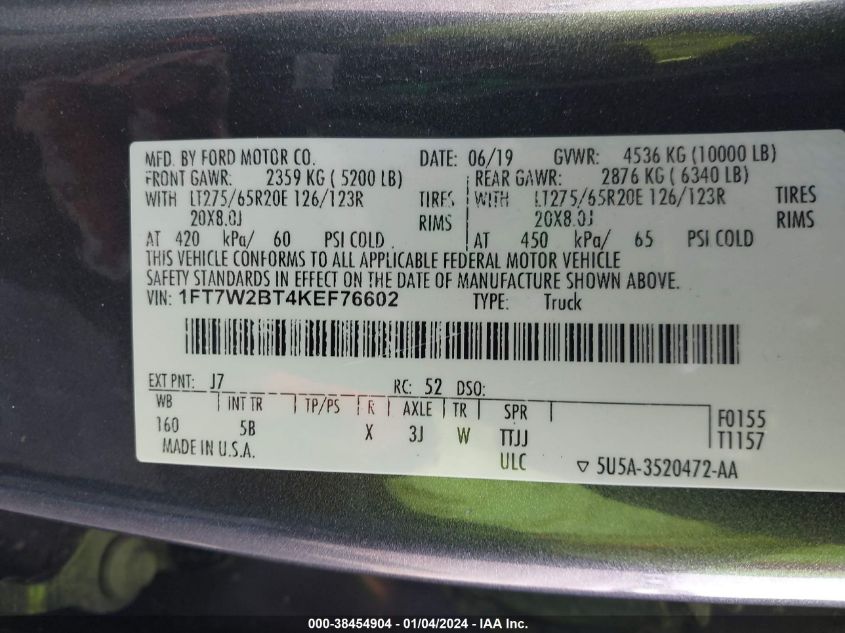 MFD. BY FORD MOTOR CO. DATE: 06/19 GVWR: 4536 KG (10000 LB)
FRONT GAWR: 2359 KG ( 5200 LB) REAR GAWR: 2876 KG ( 6340 LB)
WITH LT275/65R20E 126/123R TIRES WITH LT275/65R20E 126/123R TIRES
20X8.0J RIMS 20X8.0J RIMS
AT 420 kPa/ 60 PSI COLD AT 450 kPa/ 65 PSI COLD
THIS VEHICLE CONFORMS TO ALL APPLICABLE FEDERAL MOTOR VEHICLE
SAFETY STANDARDS IN EFFECT ON THE DATE OF MANUFACTURE SHOWN ABOVE.
VIN: 1FT7W2BT4KEF76602 TYPE: Truck
EXT PNT: J7 RC: 52 DSO:
WB INT TR TP/PS R AXLE TR SPR F0155
160 5B X 3J W TTJJ T1157
MADE IN U.S.A. ULC ▽ 5U5A-3520472-AA
000-38454904 - 01/04/2024 - IAA Inc.